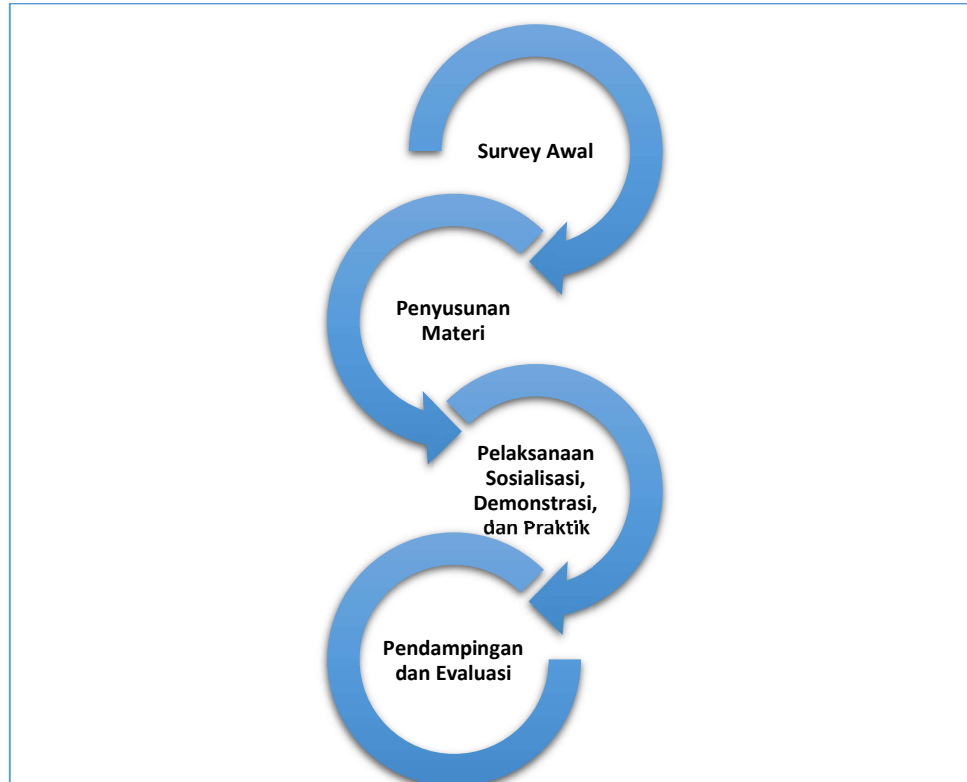 Survey Awal
Penyusunan
Materi
Pelaksanaan
Sosialisasi,
Demonstrasi,
dan Praktik
Pendampingan
dan Evaluasi